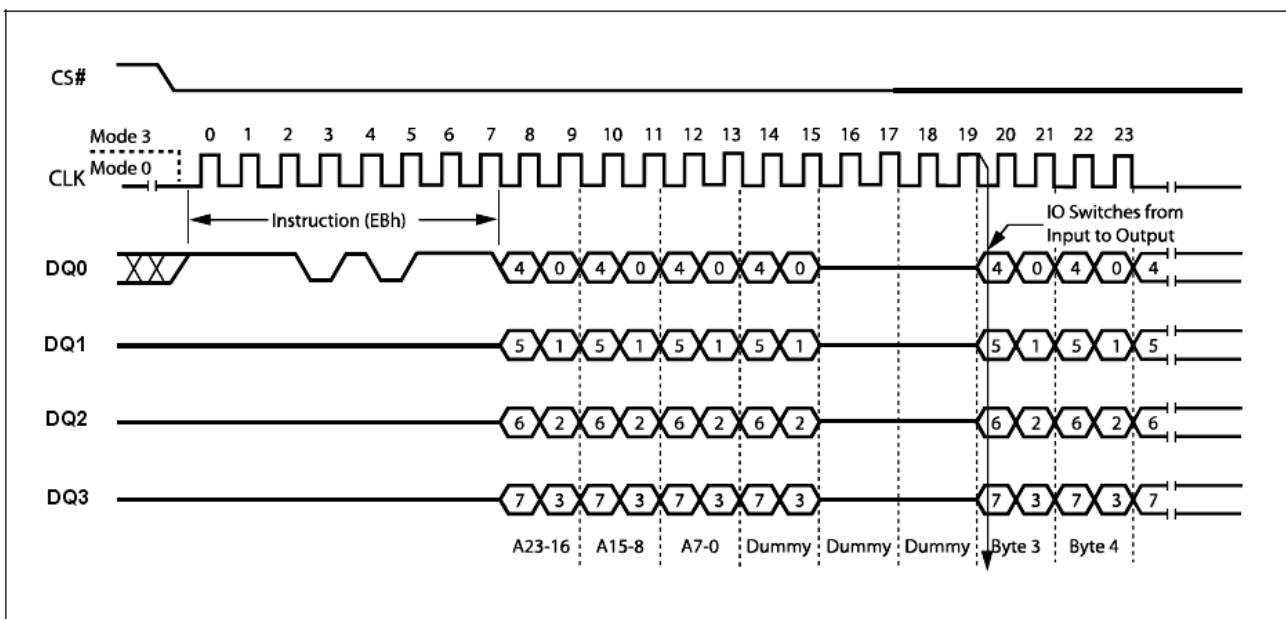 CS#
Mode 3
Mode 0
CLK
0 1 2 3 4 5 6 7 8 9 10 11 12 13 14 15 16 17 18 19 20 21 22 23
Instruction (EBh)
IO Switches from
Input to Output
DQ0
4 0 4 0 4 0 4 0 4 0 4 0 4
DQ1
5 1 5 1 5 1 5 1 5 1 5 1 5
DQ2
6 2 6 2 6 2 6 2 6 2 6 2 6
DQ3
7 3 7 3 7 3 7 3 7 3 7 3 7
A23-16 A15-8 A7-0 Dummy Dummy Dummy Byte 3 Byte 4